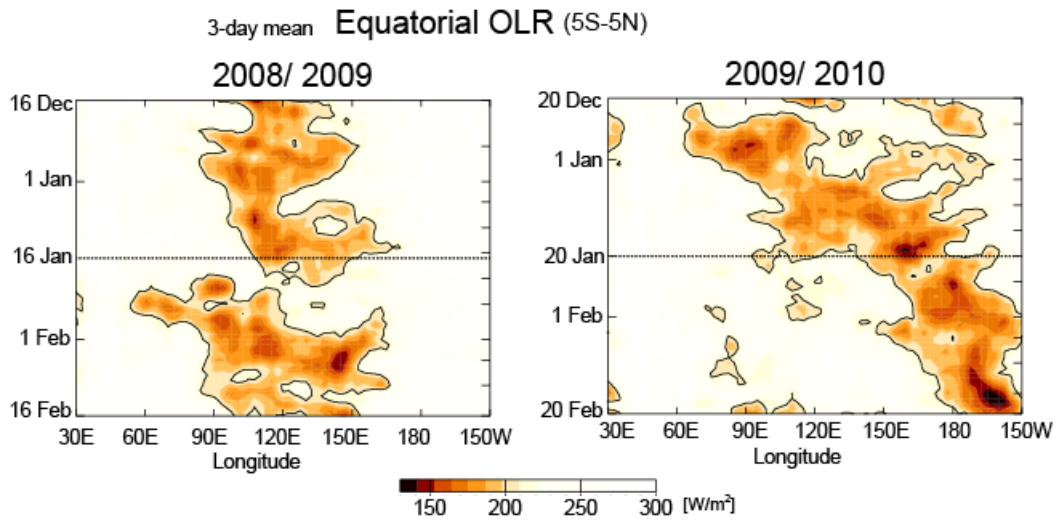 3-day mean Equatorial OLR (5S-5N)
2008/ 2009
2009/ 2010
16 Dec
1 Jan
16 Jan
1 Feb
16 Feb
30E 60E 90E 120E 150E 180 150W
Longitude
20 Dec
1 Jan
20 Jan
1 Feb
20 Feb
30E 60E 90E 120E 150E 180 150W
Longitude
150 200 250 300 [W/m²]